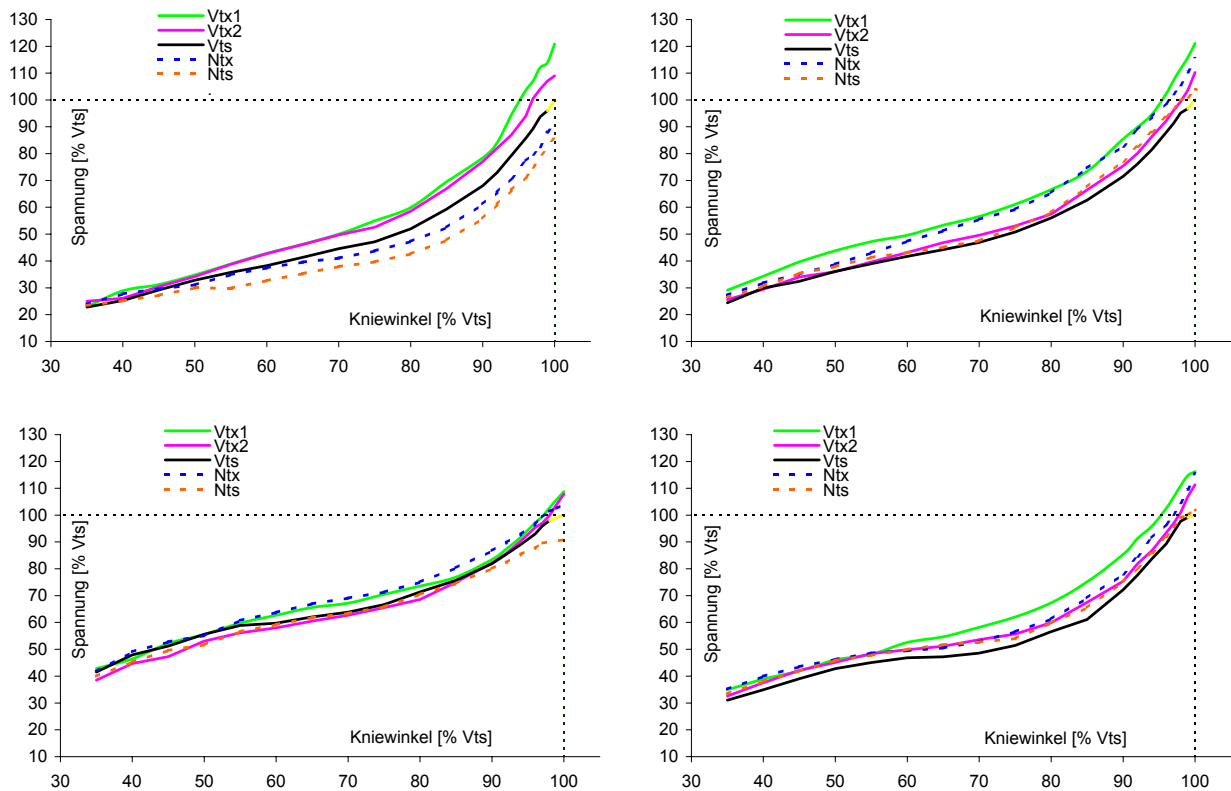 130
120
110
100
90
80
70
60
50
40
30
20
10
Spannung [% Vts]
Vtx1
Vtx2
Vts
Ntx
Nts
Kniewinkel [% Vts]
30 40 50 60 70 80 90 100
130
120
110
100
90
80
70
60
50
40
30
20
10
Spannung [% Vts]
Vtx1
Vtx2
Vts
Ntx
Nts
Kniewinkel [% Vts]
30 40 50 60 70 80 90 100
130
120
110
100
90
80
70
60
50
40
30
20
10
Spannung [% Vts]
Vtx1
Vtx2
Vts
Ntx
Nts
Kniewinkel [% Vts]
30 40 50 60 70 80 90 100
130
120
110
100
90
80
70
60
50
40
30
20
10
Spannung [% Vts]
Vtx1
Vtx2
Vts
Ntx
Nts
Kniewinkel [% Vts]
30 40 50 60 70 80 90 100